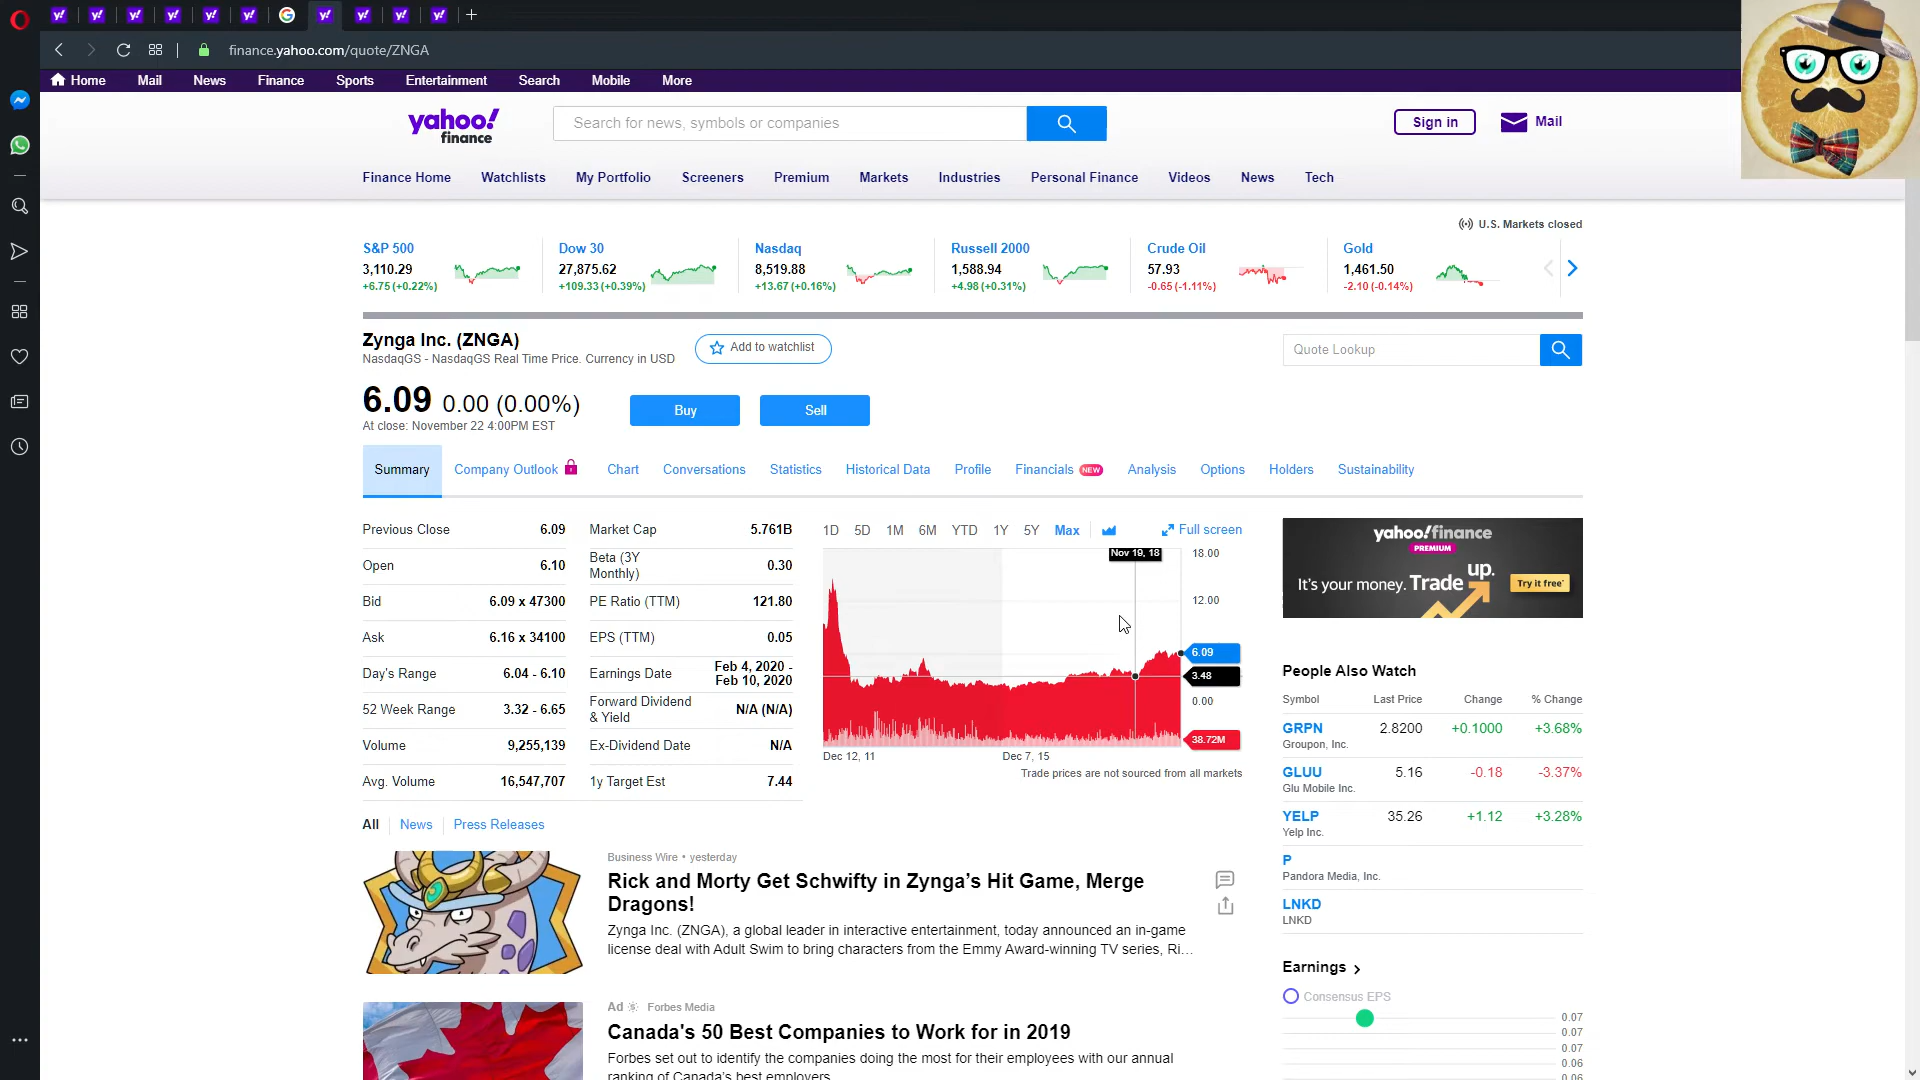 finance.yahoo.com/quote/ZNGA
Home Mail News Finance Sports Entertainment Search Mobile More
yahoo! finance
Search for news, symbols or companies
Sign in
Mail
Finance Home Watchlists My Portfolio Screeners Premium Markets Industries Personal Finance Videos News Tech
U.S. Markets closed
S&P 500 Dow 30 Nasdaq Russell 2000 Crude Oil Gold
3,110.29 27,875.62 8,519.88 1,588.94 57.93 1,461.50
+6.75 (+0.22%) +109.33 (+0.39%) +13.67 (+0.16%) +4.98 (+0.31%) -0.65 (-1.11%) -2.10 (-0.14%)
Zynga Inc. (ZNGA)
NasdaqGS - NasdaqGS Real Time Price. Currency in USD
Add to watchlist
Quote Lookup
6.09 0.00 (0.00%)
At close: November 22 4:00PM EST
Buy
Sell
Summary Company Outlook Chart Conversations Statistics Historical Data Profile Financials NEW Analysis Options Holders Sustainability
Previous Close 6.09
Open 6.10
Bid 6.09 x 47300
Ask 6.16 x 34100
Day's Range 6.04 - 6.10
52 Week Range 3.32 - 6.65
Volume 9,255,139
Avg. Volume 16,547,707
Market Cap 5.761B
Beta (3Y Monthly) 0.30
PE Ratio (TTM) 121.80
EPS (TTM) 0.05
Earnings Date Feb 4, 2020 - Feb 10, 2020
Forward Dividend & Yield N/A (N/A)
Ex-Dividend Date N/A
1y Target Est 7.44
1D 5D 1M 6M YTD 1Y 5Y Max
Full screen
Nov 19, 18
18.00
12.00
6.09
3.48
0.00
38.72M
Dec 12, 11 Dec 7, 15
Trade prices are not sourced from all markets
yahoo!finance
PREMIUM
It's your money. Trade up.
Try it free*
People Also Watch
Symbol Last Price Change % Change
GRPN 2.8200 +0.1000 +3.68%
Groupon, Inc.
GLUU 5.16 -0.18 -3.37%
Glu Mobile Inc.
YELP 35.26 +1.12 +3.28%
Yelp Inc.
P
Pandora Media, Inc.
LNKD
LNKD
Earnings
Consensus EPS
0.07
0.07
0.07
0.06
0.06
All News Press Releases
Business Wire • yesterday
Rick and Morty Get Schwifty in Zynga's Hit Game, Merge
Dragons!
Zynga Inc. (ZNGA), a global leader in interactive entertainment, today announced an in-game
license deal with Adult Swim to bring characters from the Emmy Award-winning TV series, Ri...
Ad Forbes Media
Canada's 50 Best Companies to Work for in 2019
Forbes set out to identify the companies doing the most for their employees with our annual
ranking of Canada's best employers